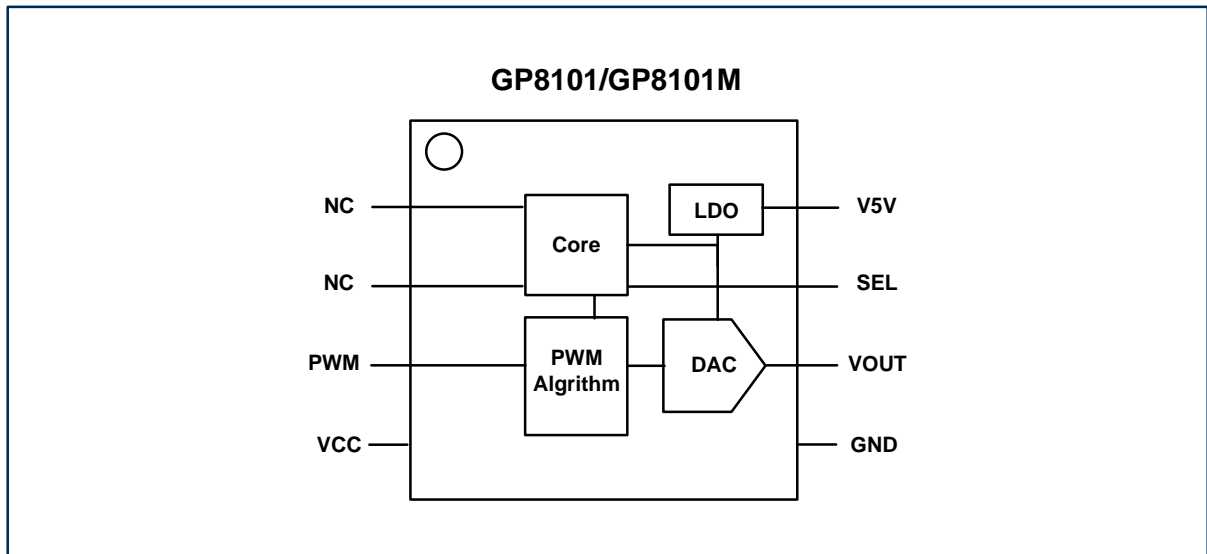 GP8101/GP8101M
NC
LDO
V5V
Core
NC
SEL
PWM
PWM
Algrithm
DAC
VOUT
VCC
GND